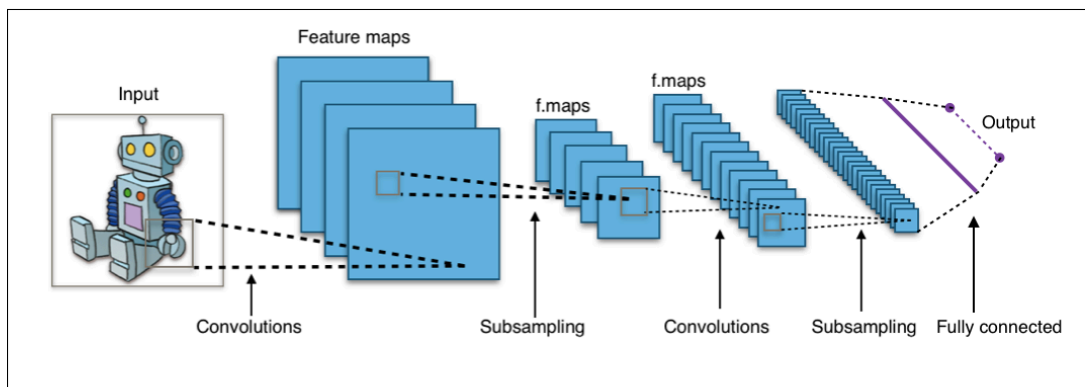 Feature maps
Input
f.maps
f.maps
Output
Convolutions
Subsampling
Convolutions
Subsampling
Fully connected